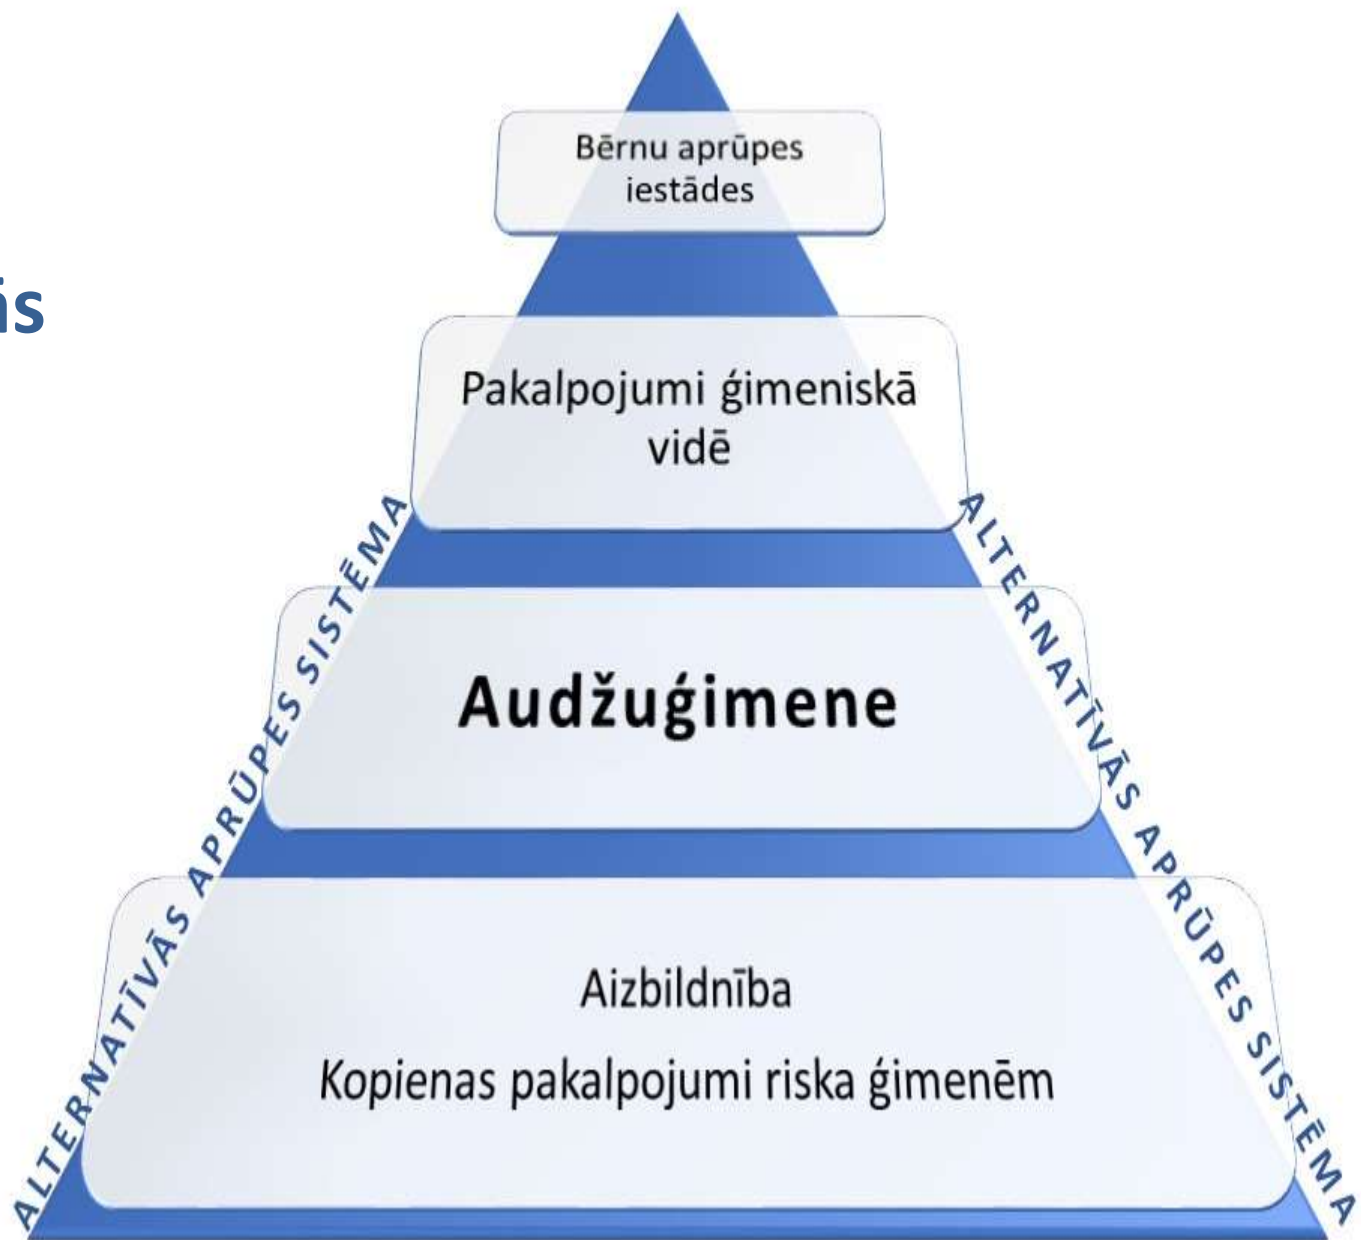 Bērnu aprūpes
iestādes
Pakalpojumi ģimeniskā
vidē
Audžuģimene
Aizbildnība
Kopienas pakalpojumi riska ģimenēm
ALTERNATĪVĀS APRŪPES SISTĒMA
ALTERNATĪVĀS APRŪPES SISTĒMA